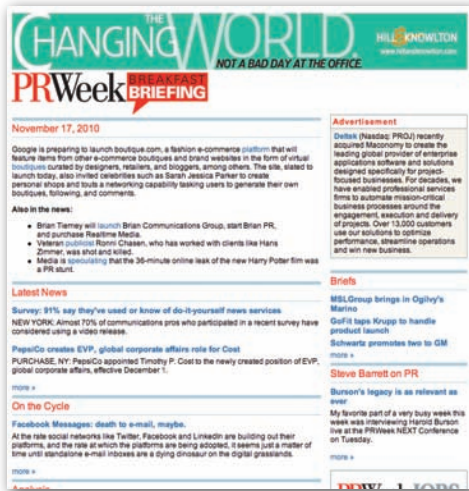 THE
CHANGING WORLD.
NOT A BAD DAY AT THE OFFICE.
HILL & KNOWLTON
www.hillandknowlton.com
PRWeek BREAKFAST
BRIEFING
November 17, 2010
Google is preparing to launch boutique.com, a fashion e-commerce platform that will
feature items from other e-commerce boutiques and brand websites in the form of virtual
boutiques curated by designers, retailers, and bloggers, among others. The site, slated to
launch today, also invited celebrities such as Sarah Jessica Parker to create
personal shops and touts a networking capability tasking users to generate their own
boutiques, following, and comments.
Also in the news:
• Brian Tierney will launch Brian Communications Group, start Brian PR,
and purchase Realtime Media.
• Veteran publicist Ronni Chasen, who has worked with clients like Hans
Zimmer, was shot and killed.
• Media is speculating that the 36-minute online leak of the new Harry Potter film was
a PR stunt.
Latest News
Survey: 91% say they've used or know of do-it-yourself news services
NEW YORK: Almost 70% of communications pros who participated in a recent survey have
considered using a video release.
PepsiCo creates EVP, global corporate affairs role for Cost
PURCHASE, NY: PepsiCo appointed Timothy P. Cost to the newly created position of EVP,
global corporate affairs, effective December 1.
more »
On the Cycle
Facebook Messages: death to e-mail, maybe.
At the rate social networks like Twitter, Facebook and LinkedIn are building out their
platforms, and the rate at which the platforms are being adopted, it seems just a matter of
time until standalone e-mail inboxes are a dying dinosaur on the digital grasslands.
more »
Analysis
Advertisement
Deltek (Nasdaq: PROJ) recently
acquired Maconomy to create the
leading global provider of enterprise
applications software and solutions
designed specifically for project-
focused businesses. For decades, we
have enabled professional services
firms to automate mission-critical
business processes around the
engagement, execution and delivery
of projects. Over 13,000 customers
use our solutions to optimize
performance, streamline operations
and win new business.
Briefs
MSLGroup brings in Ogilvy's
Marino
GoFit taps Krupp to handle
product launch
Schwartz promotes two to GM
more »
Steve Barrett on PR
Burson's legacy is as relevant as
ever
My favorite part of a very busy week this
week was interviewing Harold Burson
live at the PRWeek NEXT Conference
on Tuesday.
more »
PRWeek JOBS